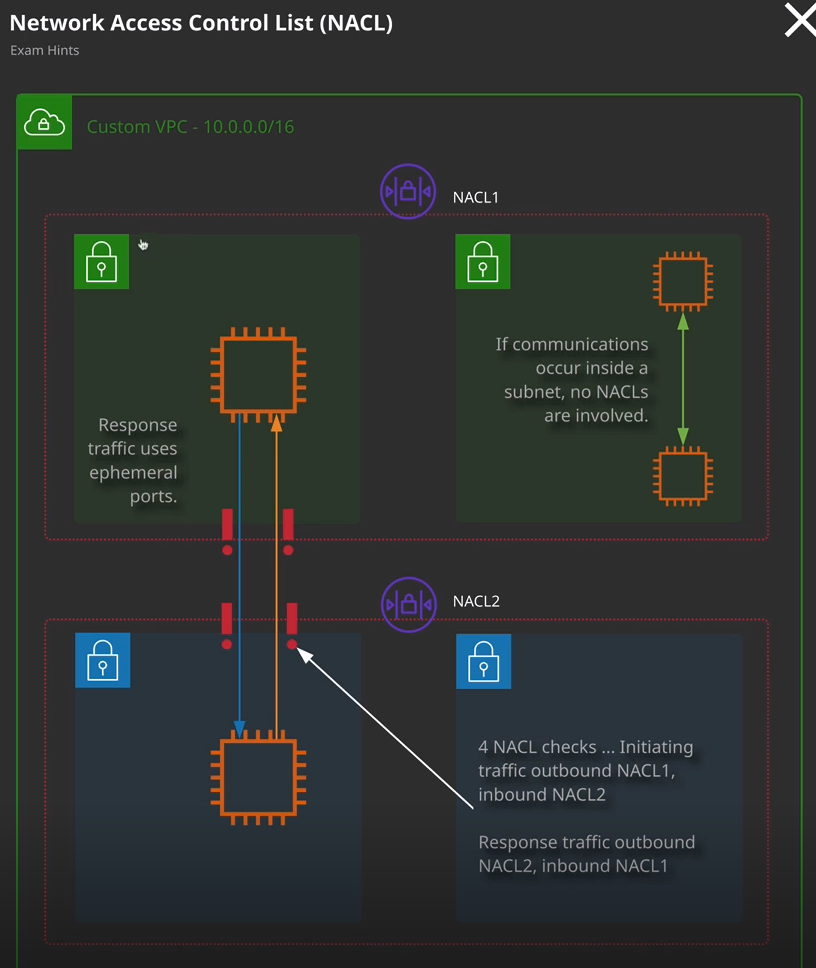 Network Access Control List (NACL)
Exam Hints
Custom VPC - 10.0.0.0/16
NACL1
If communications
occur inside a
subnet, no NACLs
are involved.
Response
traffic uses
ephemeral
ports.
NACL2
4 NACL checks ... Initiating
traffic outbound NACL1,
inbound NACL2
Response traffic outbound
NACL2, inbound NACL1